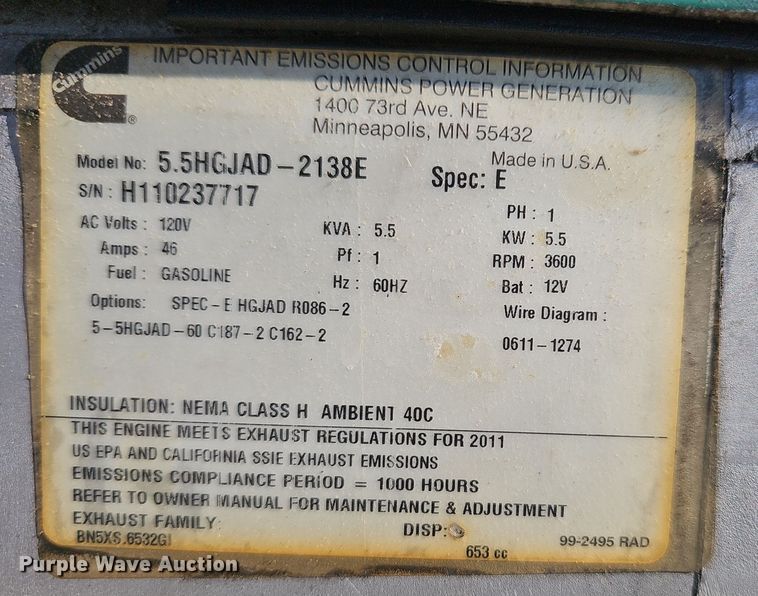 Cummins
®
IMPORTANT EMISSIONS CONTROL INFORMATION
CUMMINS POWER GENERATION
1400 73rd Ave. NE
Minneapolis, MN 55432
Made in U.S.A.
Model No: 5.5HGJAD-2138E Spec: E
S/N: H110237717
AC Volts : 120V KVA : 5.5 PH : 1
Amps : 46 Pf : 1 KW : 5.5
Fuel : GASOLINE Hz : 60HZ RPM : 3600
Bat : 12V
Options: SPEC-E HGJAD R086-2 Wire Diagram :
5-5HGJAD-60 C187-2 C162-2 0611-1274
INSULATION: NEMA CLASS H AMBIENT 40C
THIS ENGINE MEETS EXHAUST REGULATIONS FOR 2011
US EPA AND CALIFORNIA SSIE EXHAUST EMISSIONS
EMISSIONS COMPLIANCE PERIOD = 1000 HOURS
REFER TO OWNER MANUAL FOR MAINTENANCE & ADJUSTMENT
EXHAUST FAMILY: DISP:
BN5XS.6532GI 653 cc 99-2495 RAD
Purple Wave Auction